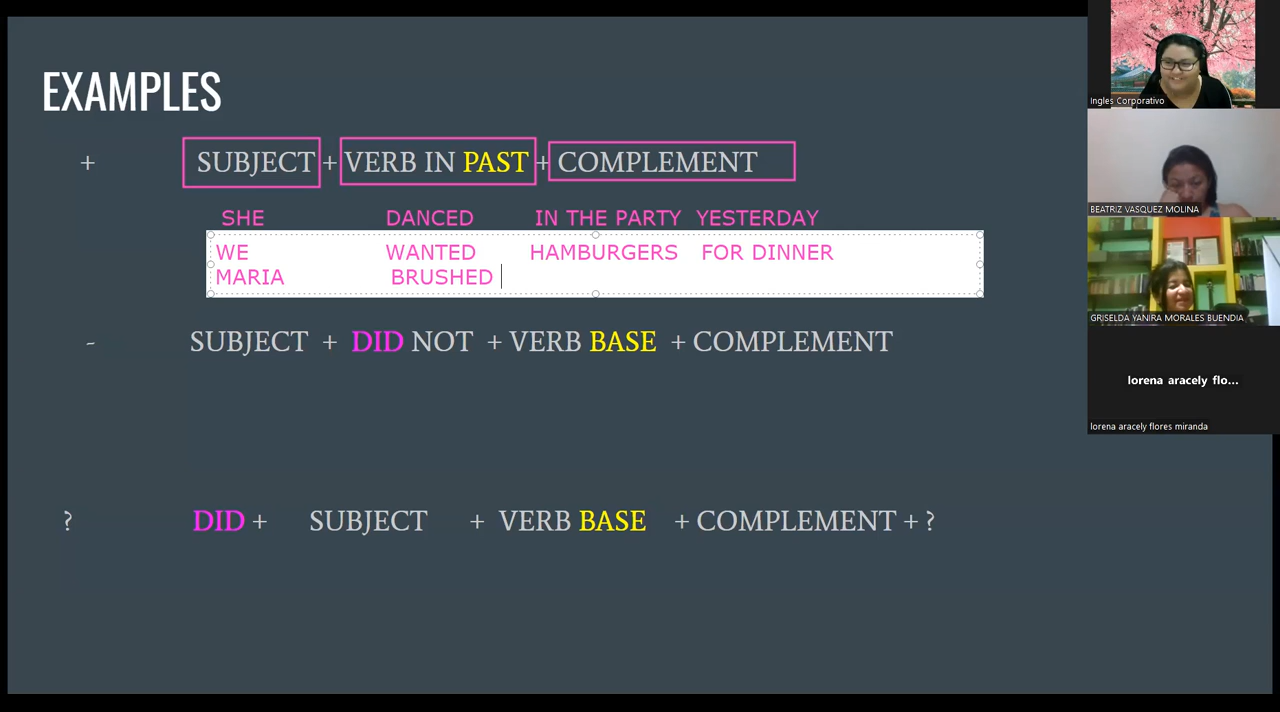 EXAMPLES
+ SUBJECT + VERB IN PAST + COMPLEMENT
SHE DANCED IN THE PARTY YESTERDAY
WE WANTED HAMBURGERS FOR DINNER
MARIA BRUSHED
- SUBJECT + DID NOT + VERB BASE + COMPLEMENT
? DID + SUBJECT + VERB BASE + COMPLEMENT + ?
Ingles Corporativo
BEATRIZ VASQUEZ MOLINA
GRISELDA YANIRA MORALES BUENDIA
lorena aracely flo...
lorena aracely flores miranda